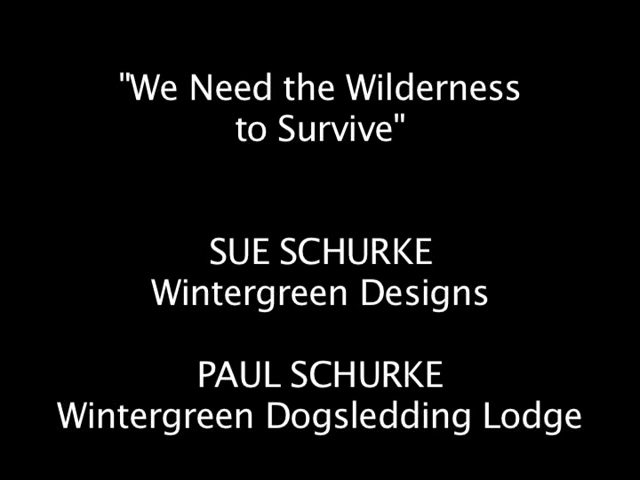 "We Need the Wilderness
to Survive"
SUE SCHURKE
Wintergreen Designs
PAUL SCHURKE
Wintergreen Dogsledding Lodge